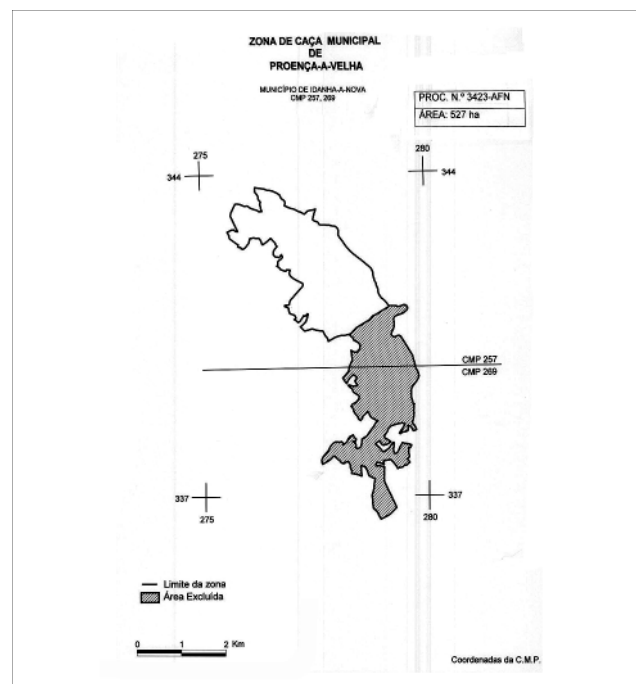 ZONA DE CAÇA MUNICIPAL
DE
PROENÇA-A-VELHA
MUNICÍPIO DE IDANHA-A-NOVA
CMP 257, 269
PROC. N.º 3423-AFN
ÁREA: 527 ha
275
280
344
344
CMP 257
CMP 269
337
337
275
280
Limite da zona
Área Excluída
0 1 2 Km
Coordenadas da C.M.P.